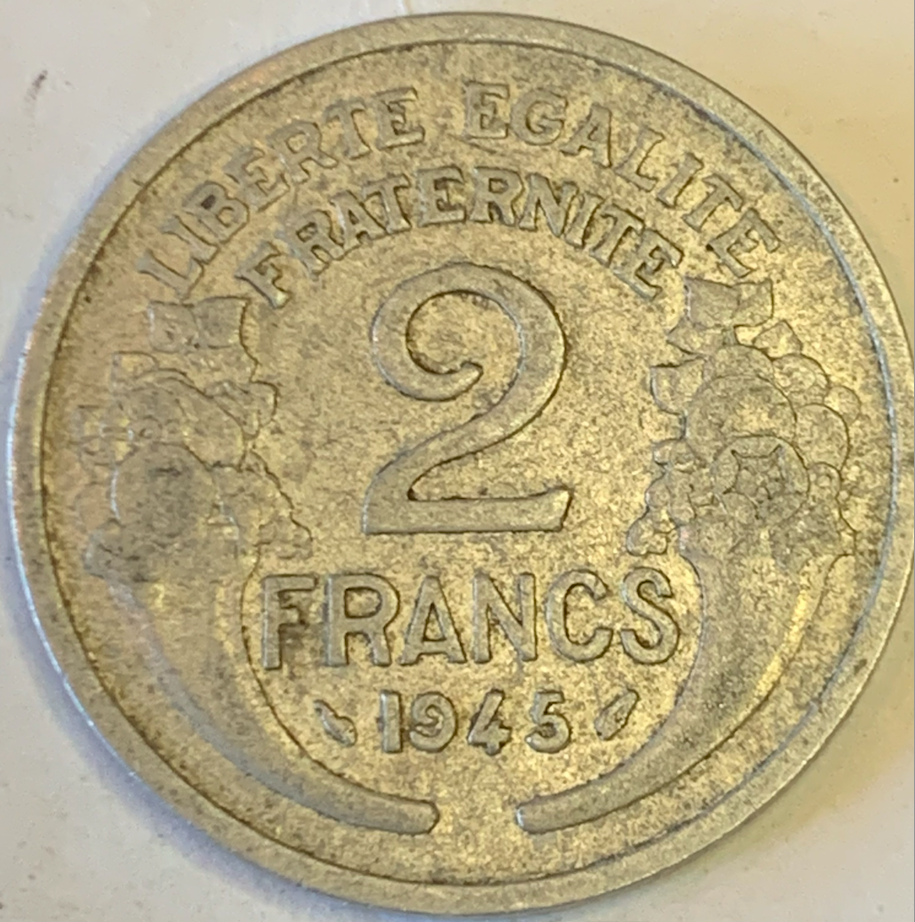 LIBERTE EGALITE
FRATERNITE
2
FRANCS
1945